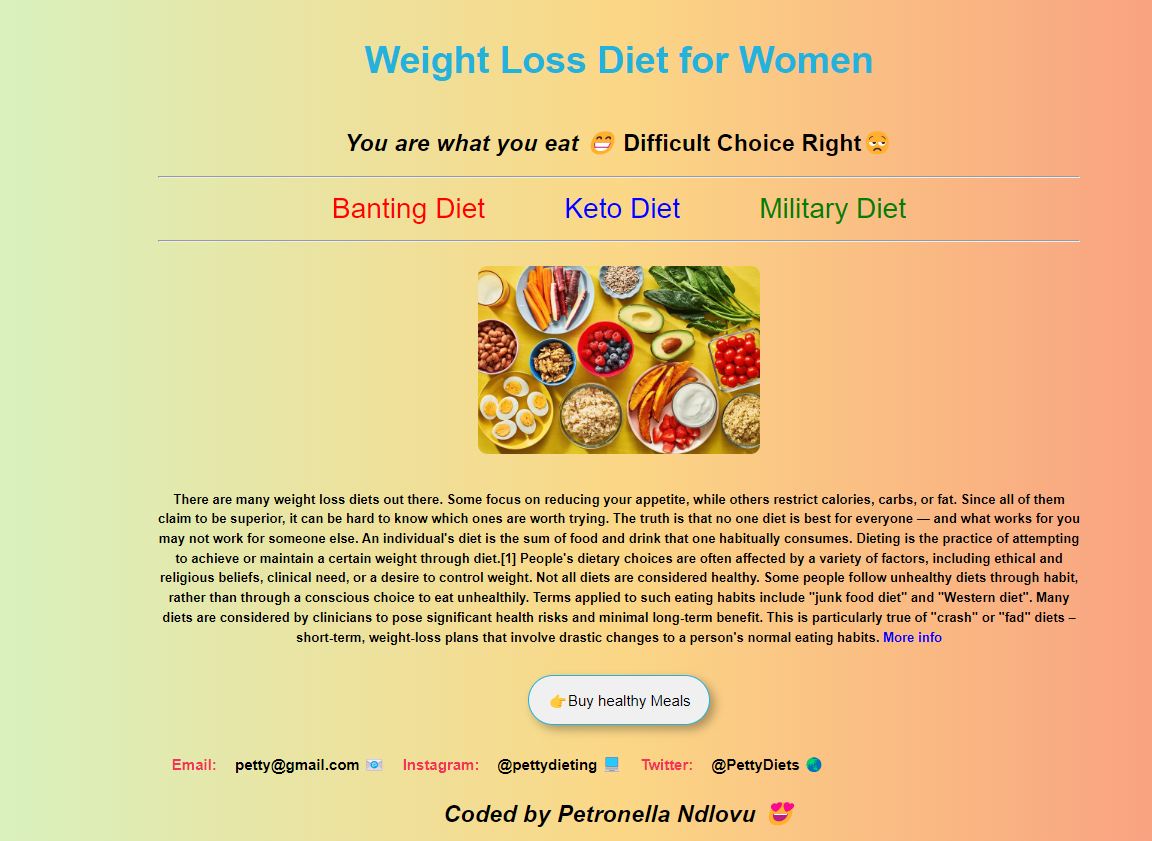 Weight Loss Diet for Women
You are what you eat 😁 Difficult Choice Right😥
Banting Diet Keto Diet Military Diet
There are many weight loss diets out there. Some focus on reducing your appetite, while others restrict calories, carbs, or fat. Since all of them
claim to be superior, it can be hard to know which ones are worth trying. The truth is that no one diet is best for everyone — and what works for you
may not work for someone else. An individual's diet is the sum of food and drink that one habitually consumes. Dieting is the practice of attempting
to achieve or maintain a certain weight through diet.[1] People's dietary choices are often affected by a variety of factors, including ethical and
religious beliefs, clinical need, or a desire to control weight. Not all diets are considered healthy. Some people follow unhealthy diets through habit,
rather than through a conscious choice to eat unhealthily. Terms applied to such eating habits include "junk food diet" and "Western diet". Many
diets are considered by clinicians to pose significant health risks and minimal long-term benefit. This is particularly true of "crash" or "fad" diets –
short-term, weight-loss plans that involve drastic changes to a person's normal eating habits. More info
👉Buy healthy Meals
Email: petty@gmail.com 📧 Instagram: @pettydieting 💻 Twitter: @PettyDiets 🌏
Coded by Petronella Ndlovu 😍